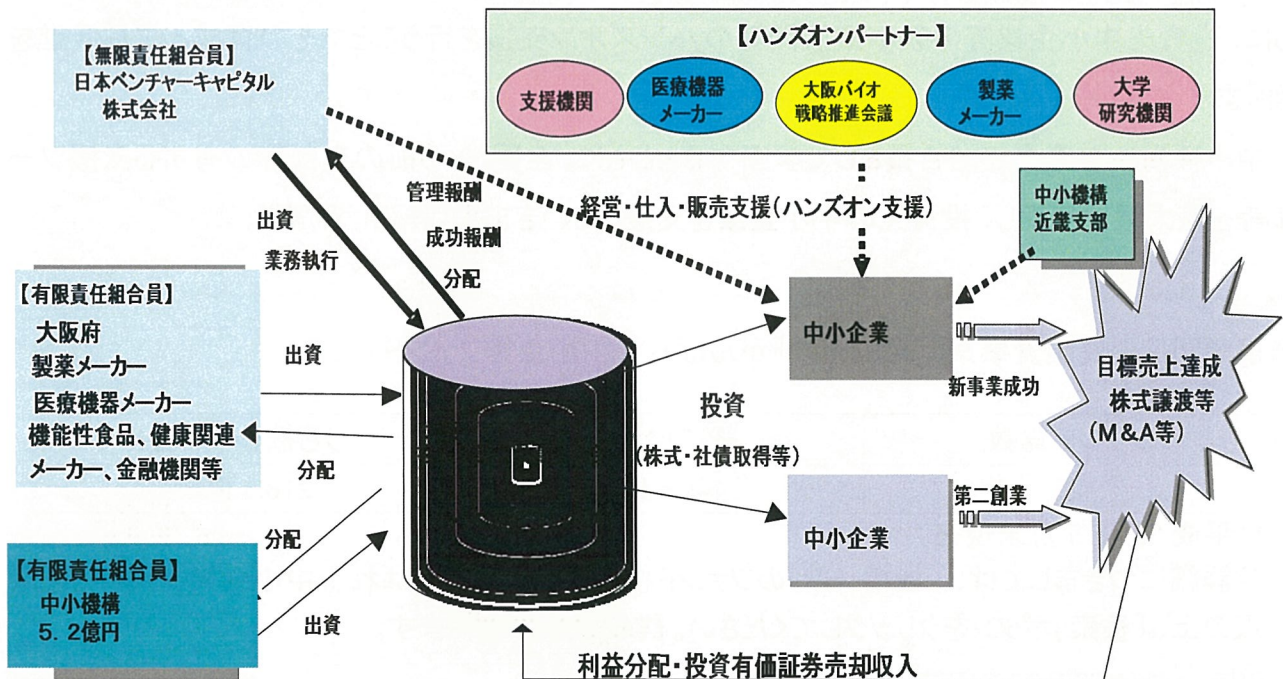 【無限責任組合員】
日本ベンチャーキャピタル
株式会社
【ハンズオンパートナー】
支援機関
医療機器
メーカー
大阪バイオ
戦略推進会議
製薬
メーカー
大学
研究機関
管理報酬
経営・仕入・販売支援(ハンズオン支援)
中小機構
近畿支部
出資
業務執行
成功報酬
分配
【有限責任組合員】
大阪府
製薬メーカー
医療機器メーカー
機能性食品、健康関連
メーカー、金融機関等
出資
分配
中小企業
新事業成功
目標売上達成
株式譲渡等
(M&A等)
投資
(株式・社債取得等)
中小企業
第二創業
【有限責任組合員】
中小機構
5. 2億円
分配
出資
利益分配・投資有価証券売却収入